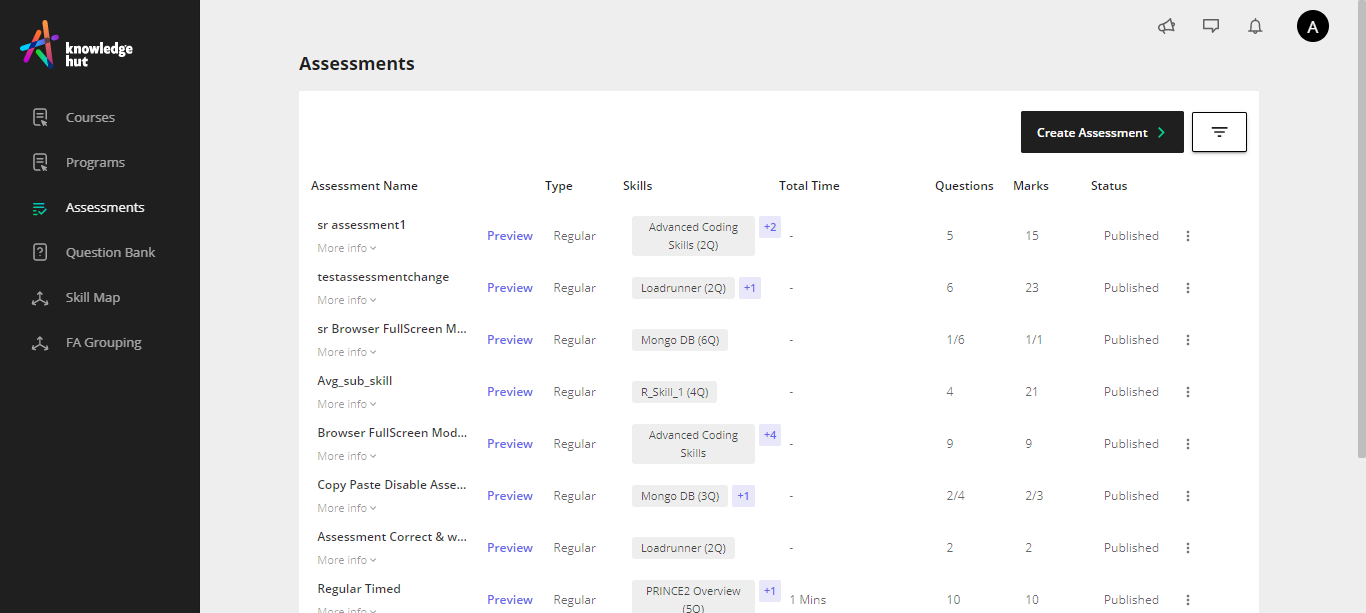 knowledge
hut
A
Assessments
Courses
Programs
Assessments
Question Bank
Skill Map
FA Grouping
Create Assessment
Assessment Name Type Skills Total Time Questions Marks Status
sr assessment1
More info
Preview Regular Advanced Coding Skills (2Q) +2 - 5 15 Published
testassessmentchange
More info
Preview Regular Loadrunner (2Q) +1 - 6 23 Published
sr Browser FullScreen M...
More info
Preview Regular Mongo DB (6Q) - 1/6 1/1 Published
Avg_sub_skill
More info
Preview Regular R_Skill_1 (4Q) - 4 21 Published
Browser FullScreen Mod...
More info
Preview Regular Advanced Coding Skills +4 - 9 9 Published
Copy Paste Disable Asse...
More info
Preview Regular Mongo DB (3Q) +1 - 2/4 2/3 Published
Assessment Correct & w...
More info
Preview Regular Loadrunner (2Q) - 2 2 Published
Regular Timed
More info
Preview Regular PRINCE2 Overview (5Q) +1 1 Mins 10 10 Published